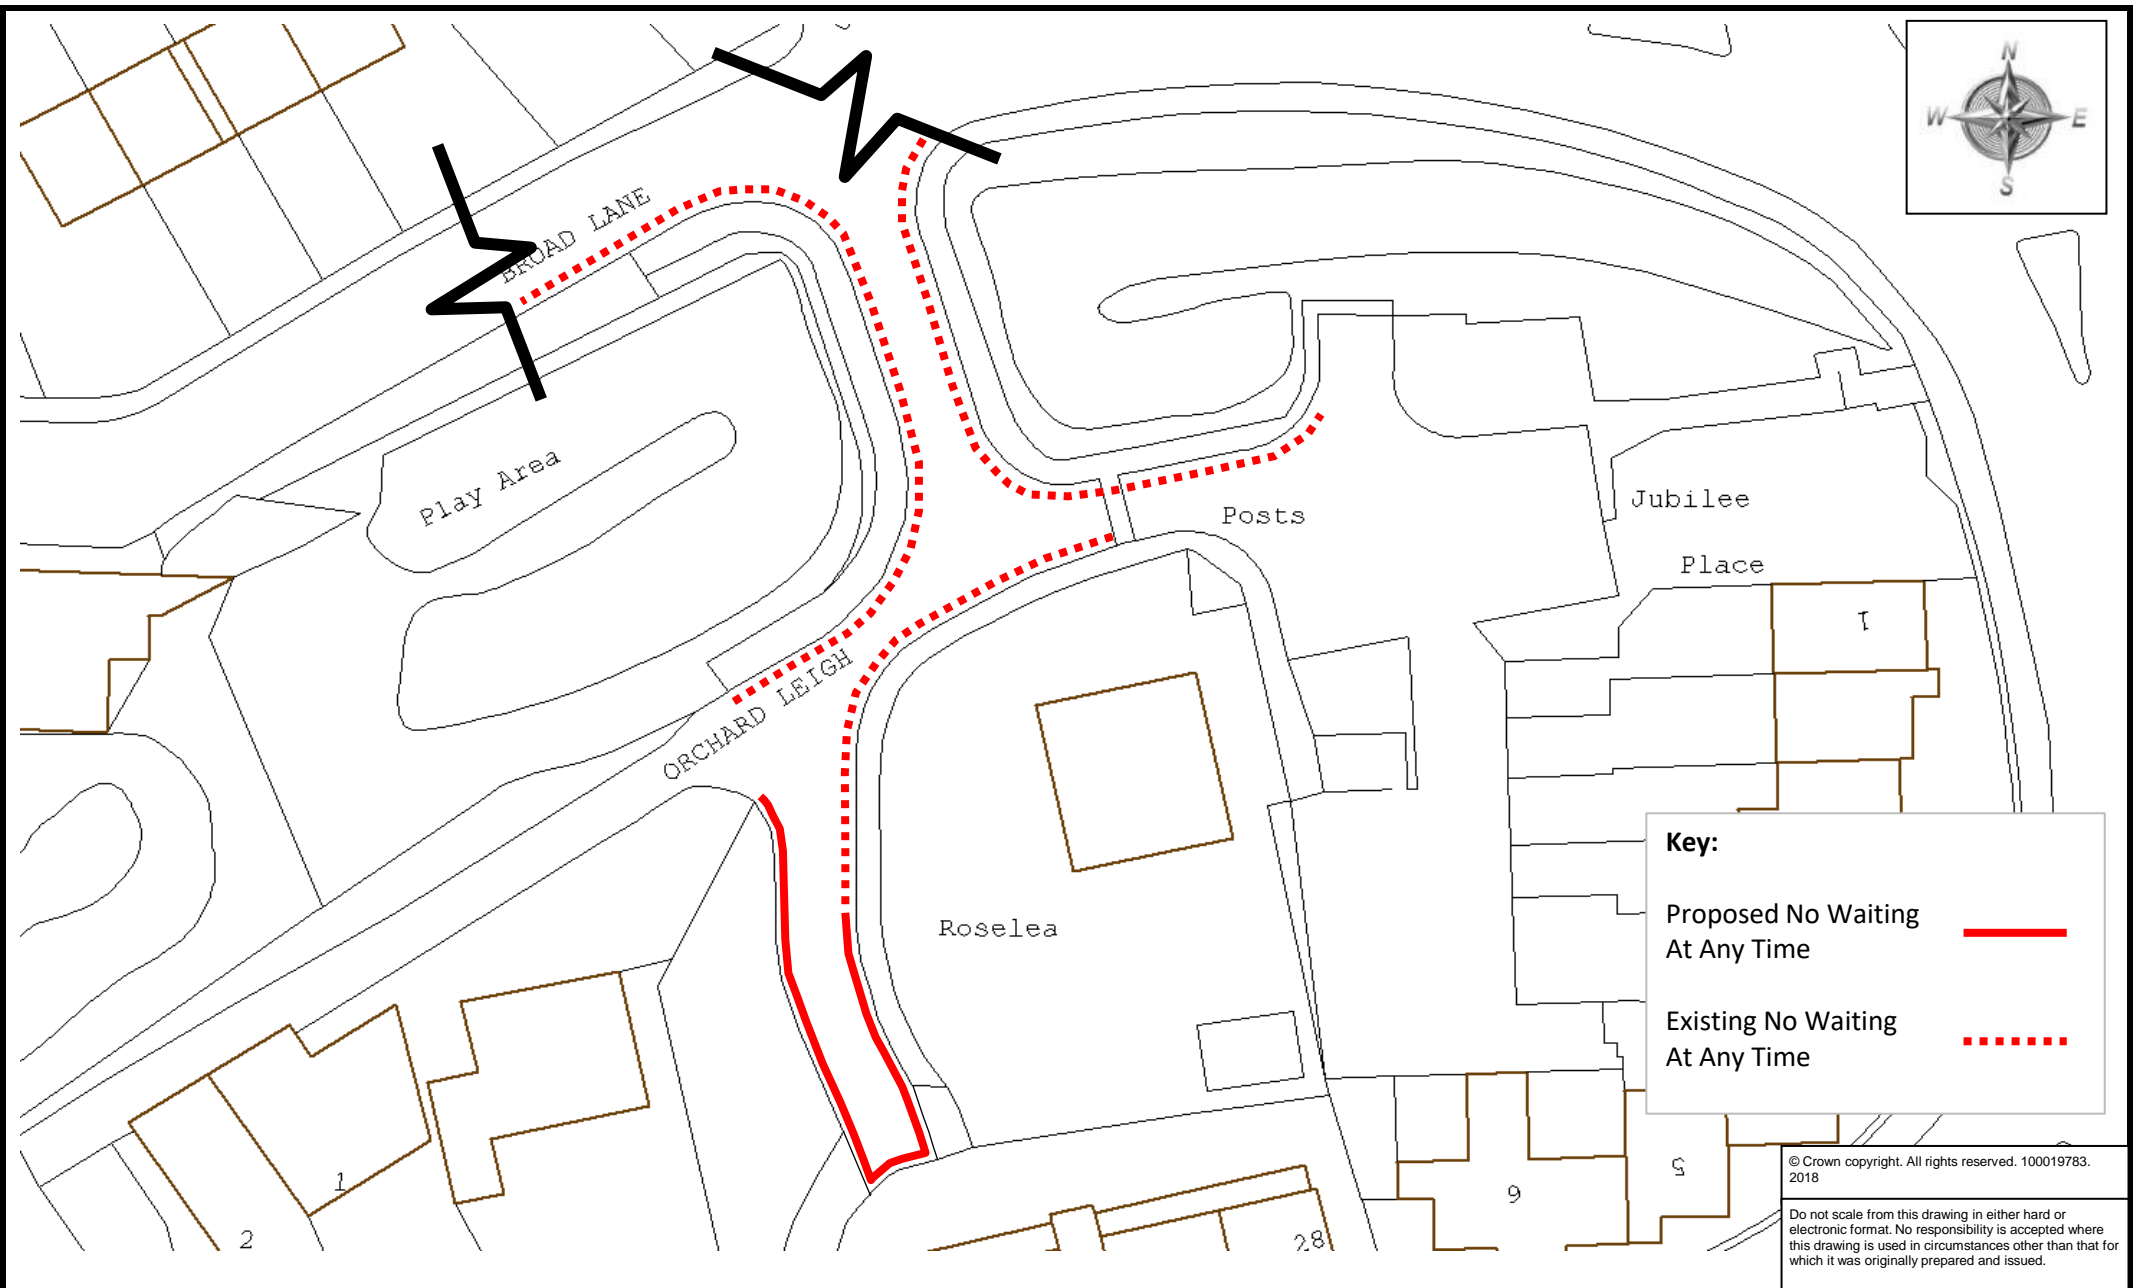 N
W E
S
BROAD LANE
Play Area
Posts
Jubilee
Place
1
ORCHARD LEIGH
Roselea
Key:
Proposed No Waiting
At Any Time
Existing No Waiting
At Any Time
1
2
28
6
5
© Crown copyright. All rights reserved. 100019783.
2018
Do not scale from this drawing in either hard or
electronic format. No responsibility is accepted where
this drawing is used in circumstances other than that for
which it was originally prepared and issued.